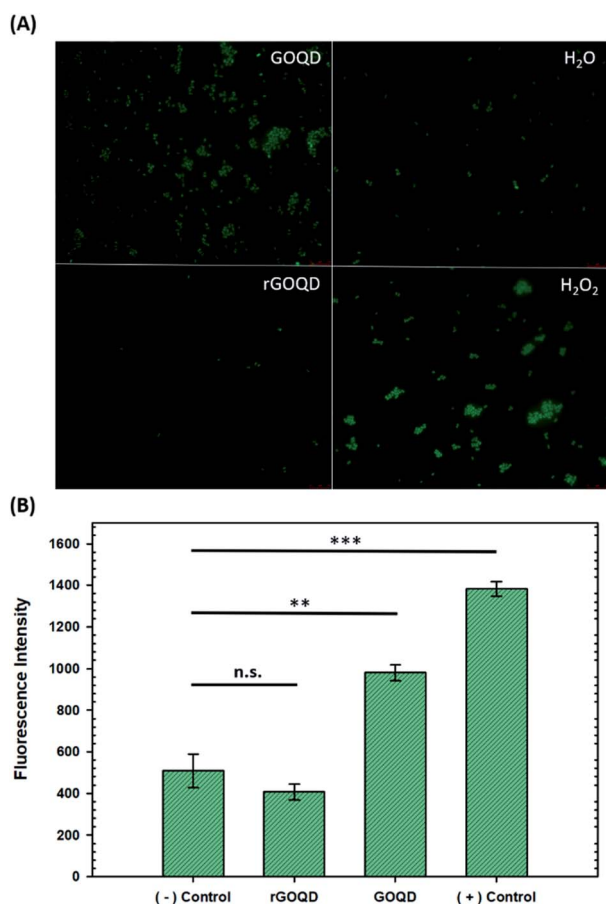 (A)
GOQD
H₂O
rGOQD
H₂O₂
(B)
1600
1400
1200
1000
800
600
400
200
0
Fluorescence Intensity
***
**
n.s.
( - ) Control
rGOQD
GOQD
( + ) Control